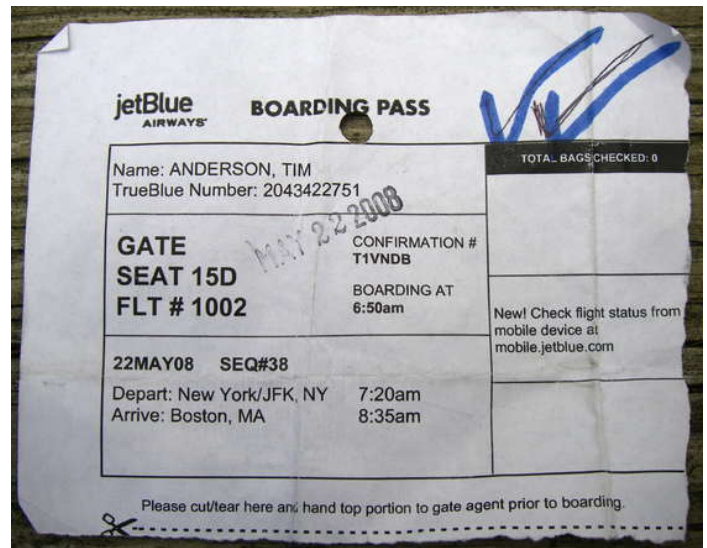 jetBlue
AIRWAYS®
BOARDING PASS
TOTAL BAGS CHECKED: 0
Name: ANDERSON, TIM
TrueBlue Number: 2043422751
MAY 22 2008
GATE
SEAT 15D
FLT # 1002
CONFIRMATION #
T1VNDB
BOARDING AT
6:50am
New! Check flight status from
mobile device at
mobile.jetblue.com
22MAY08 SEQ#38
Depart: New York/JFK, NY 7:20am
Arrive: Boston, MA 8:35am
Please cut/tear here and hand top portion to gate agent prior to boarding.